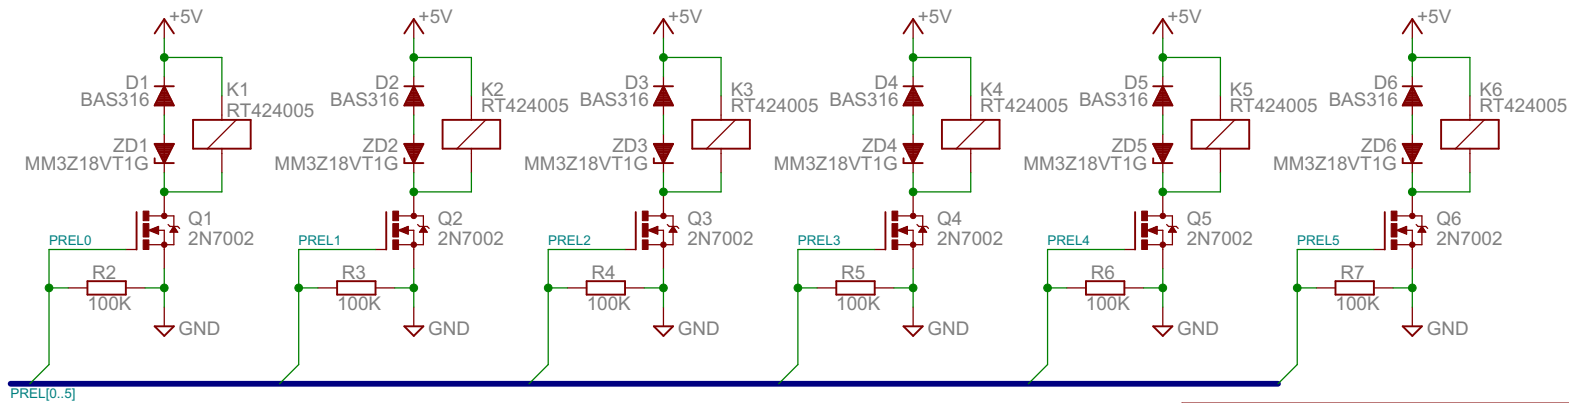 +5V
D1
BAS316
K1
RT424005
ZD1
MM3Z18VT1G
Q1
2N7002
PREL0
R2
100K
GND
+5V
D2
BAS316
K2
RT424005
ZD2
MM3Z18VT1G
Q2
2N7002
PREL1
R3
100K
GND
+5V
D3
BAS316
K3
RT424005
ZD3
MM3Z18VT1G
Q3
2N7002
PREL2
R4
100K
GND
+5V
D4
BAS316
K4
RT424005
ZD4
MM3Z18VT1G
Q4
2N7002
PREL3
R5
100K
GND
+5V
D5
BAS316
K5
RT424005
ZD5
MM3Z18VT1G
Q5
2N7002
PREL4
R6
100K
GND
+5V
D6
BAS316
K6
RT424005
ZD6
MM3Z18VT1G
Q6
2N7002
PREL5
R7
100K
GND
PREL[0..5]